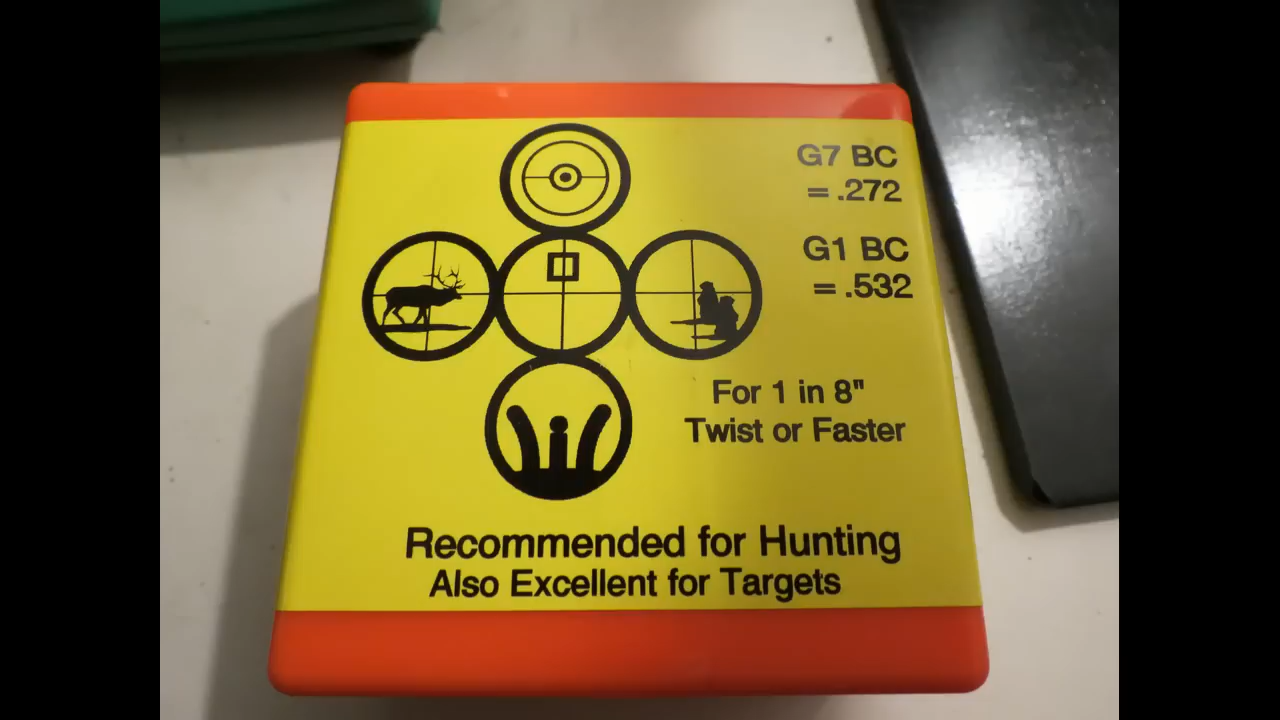 G7 BC
= .272
G1 BC
= .532
For 1 in 8"
Twist or Faster
Recommended for Hunting
Also Excellent for Targets